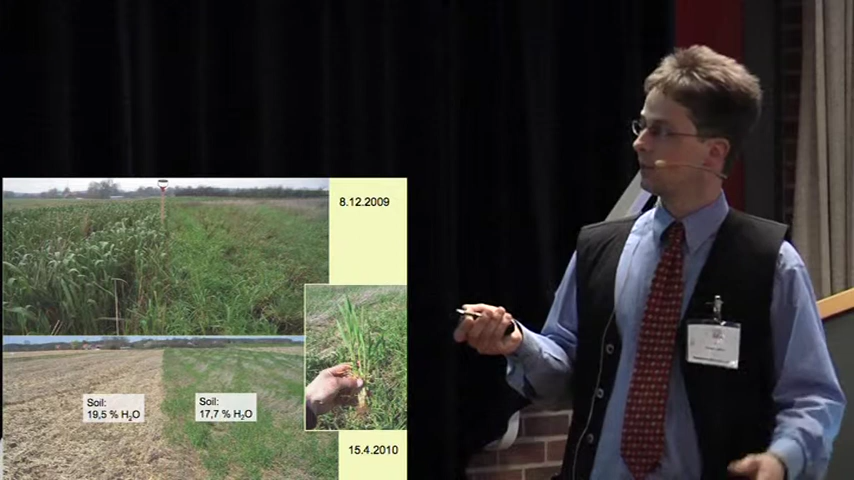 8.12.2009
Soil:
19,5 % H₂O
Soil:
17,7 % H₂O
15.4.2010